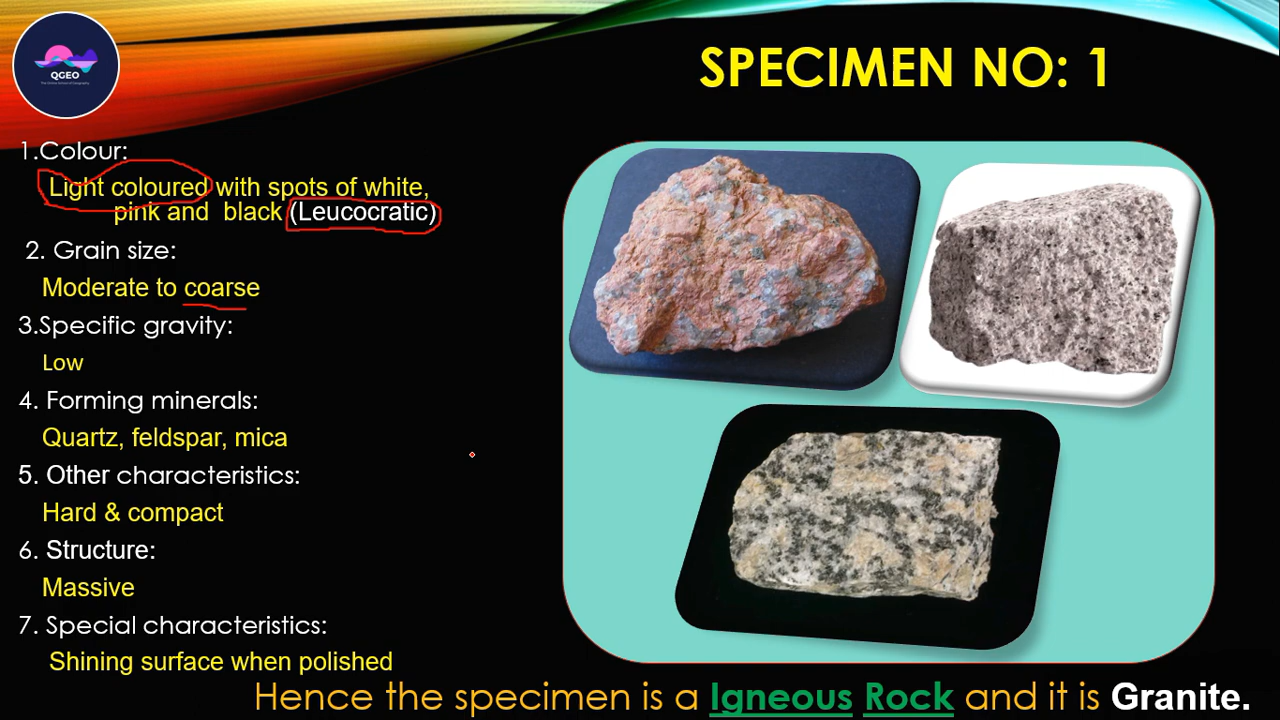 QGEO
SPECIMEN NO: 1
1.Colour:
Light coloured with spots of white,
pink and black (Leucocratic)
2. Grain size:
Moderate to coarse
3.Specific gravity:
Low
4. Forming minerals:
Quartz, feldspar, mica
5. Other characteristics:
Hard & compact
6. Structure:
Massive
7. Special characteristics:
Shining surface when polished
Hence the specimen is a Igneous Rock and it is Granite.